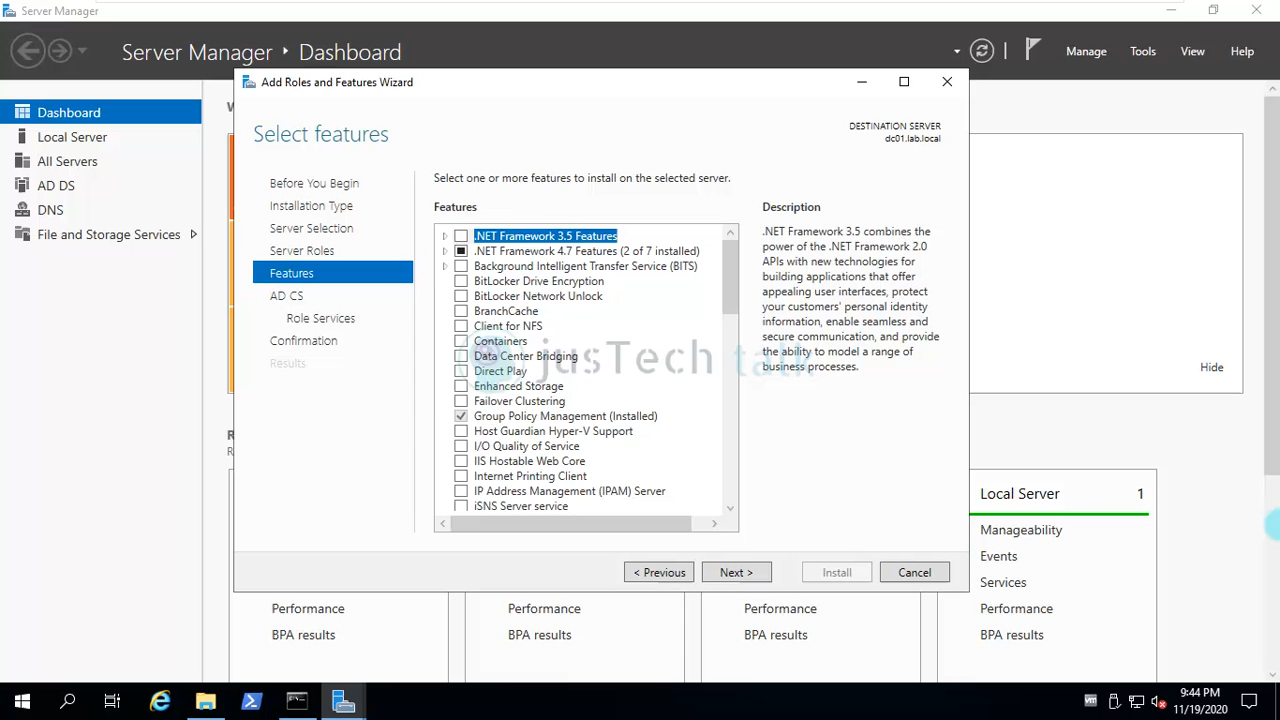 Server Manager
Server Manager ‣ Dashboard
Manage
Tools
View
Help
Dashboard
Local Server
All Servers
AD DS
DNS
File and Storage Services
Add Roles and Features Wizard
Select features
DESTINATION SERVER
dc01.lab.local
Before You Begin
Installation Type
Server Selection
Server Roles
Features
AD CS
Role Services
Confirmation
Results
Select one or more features to install on the selected server.
Features
.NET Framework 3.5 Features
.NET Framework 4.7 Features (2 of 7 installed)
Background Intelligent Transfer Service (BITS)
BitLocker Drive Encryption
BitLocker Network Unlock
BranchCache
Client for NFS
Containers
Data Center Bridging
Direct Play
Enhanced Storage
Failover Clustering
Group Policy Management (Installed)
Host Guardian Hyper-V Support
I/O Quality of Service
IIS Hostable Web Core
Internet Printing Client
IP Address Management (IPAM) Server
iSNS Server service
Description
.NET Framework 3.5 combines the
power of the .NET Framework 2.0
APIs with new technologies for
building applications that offer
appealing user interfaces, protect
your customers' personal identity
information, enable seamless and
secure communication, and provide
the ability to model a range of
business processes.
jusTech talk
< Previous
Next >
Install
Cancel
Hide
Local Server 1
Manageability
Events
Services
Performance
BPA results
Performance
BPA results
Performance
BPA results
Performance
BPA results
vm
9:44 PM
11/19/2020